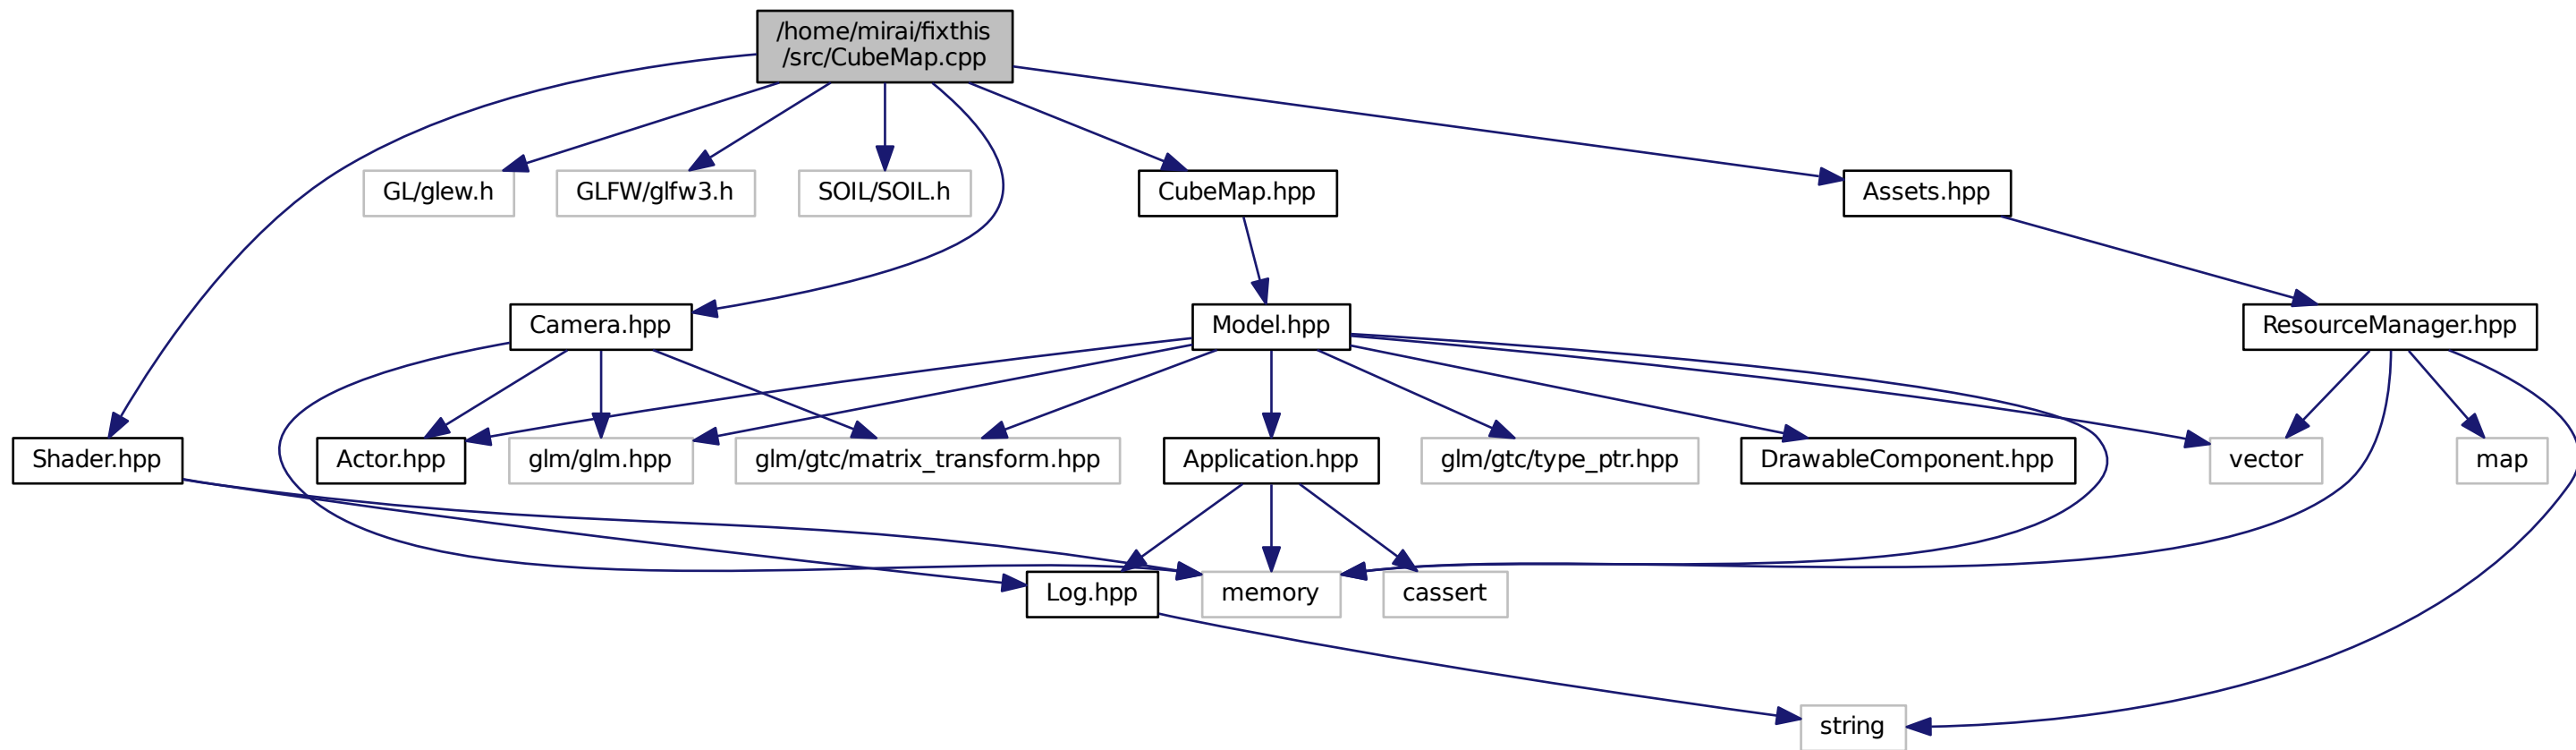 /home/mirai/fixthis
/src/CubeMap.cpp
GL/glew.h
GLFW/glfw3.h
SOIL/SOIL.h
CubeMap.hpp
Assets.hpp
Camera.hpp
Model.hpp
ResourceManager.hpp
Shader.hpp
Actor.hpp
glm/glm.hpp
glm/gtc/matrix_transform.hpp
Application.hpp
glm/gtc/type_ptr.hpp
DrawableComponent.hpp
vector
map
Log.hpp
memory
cassert
string